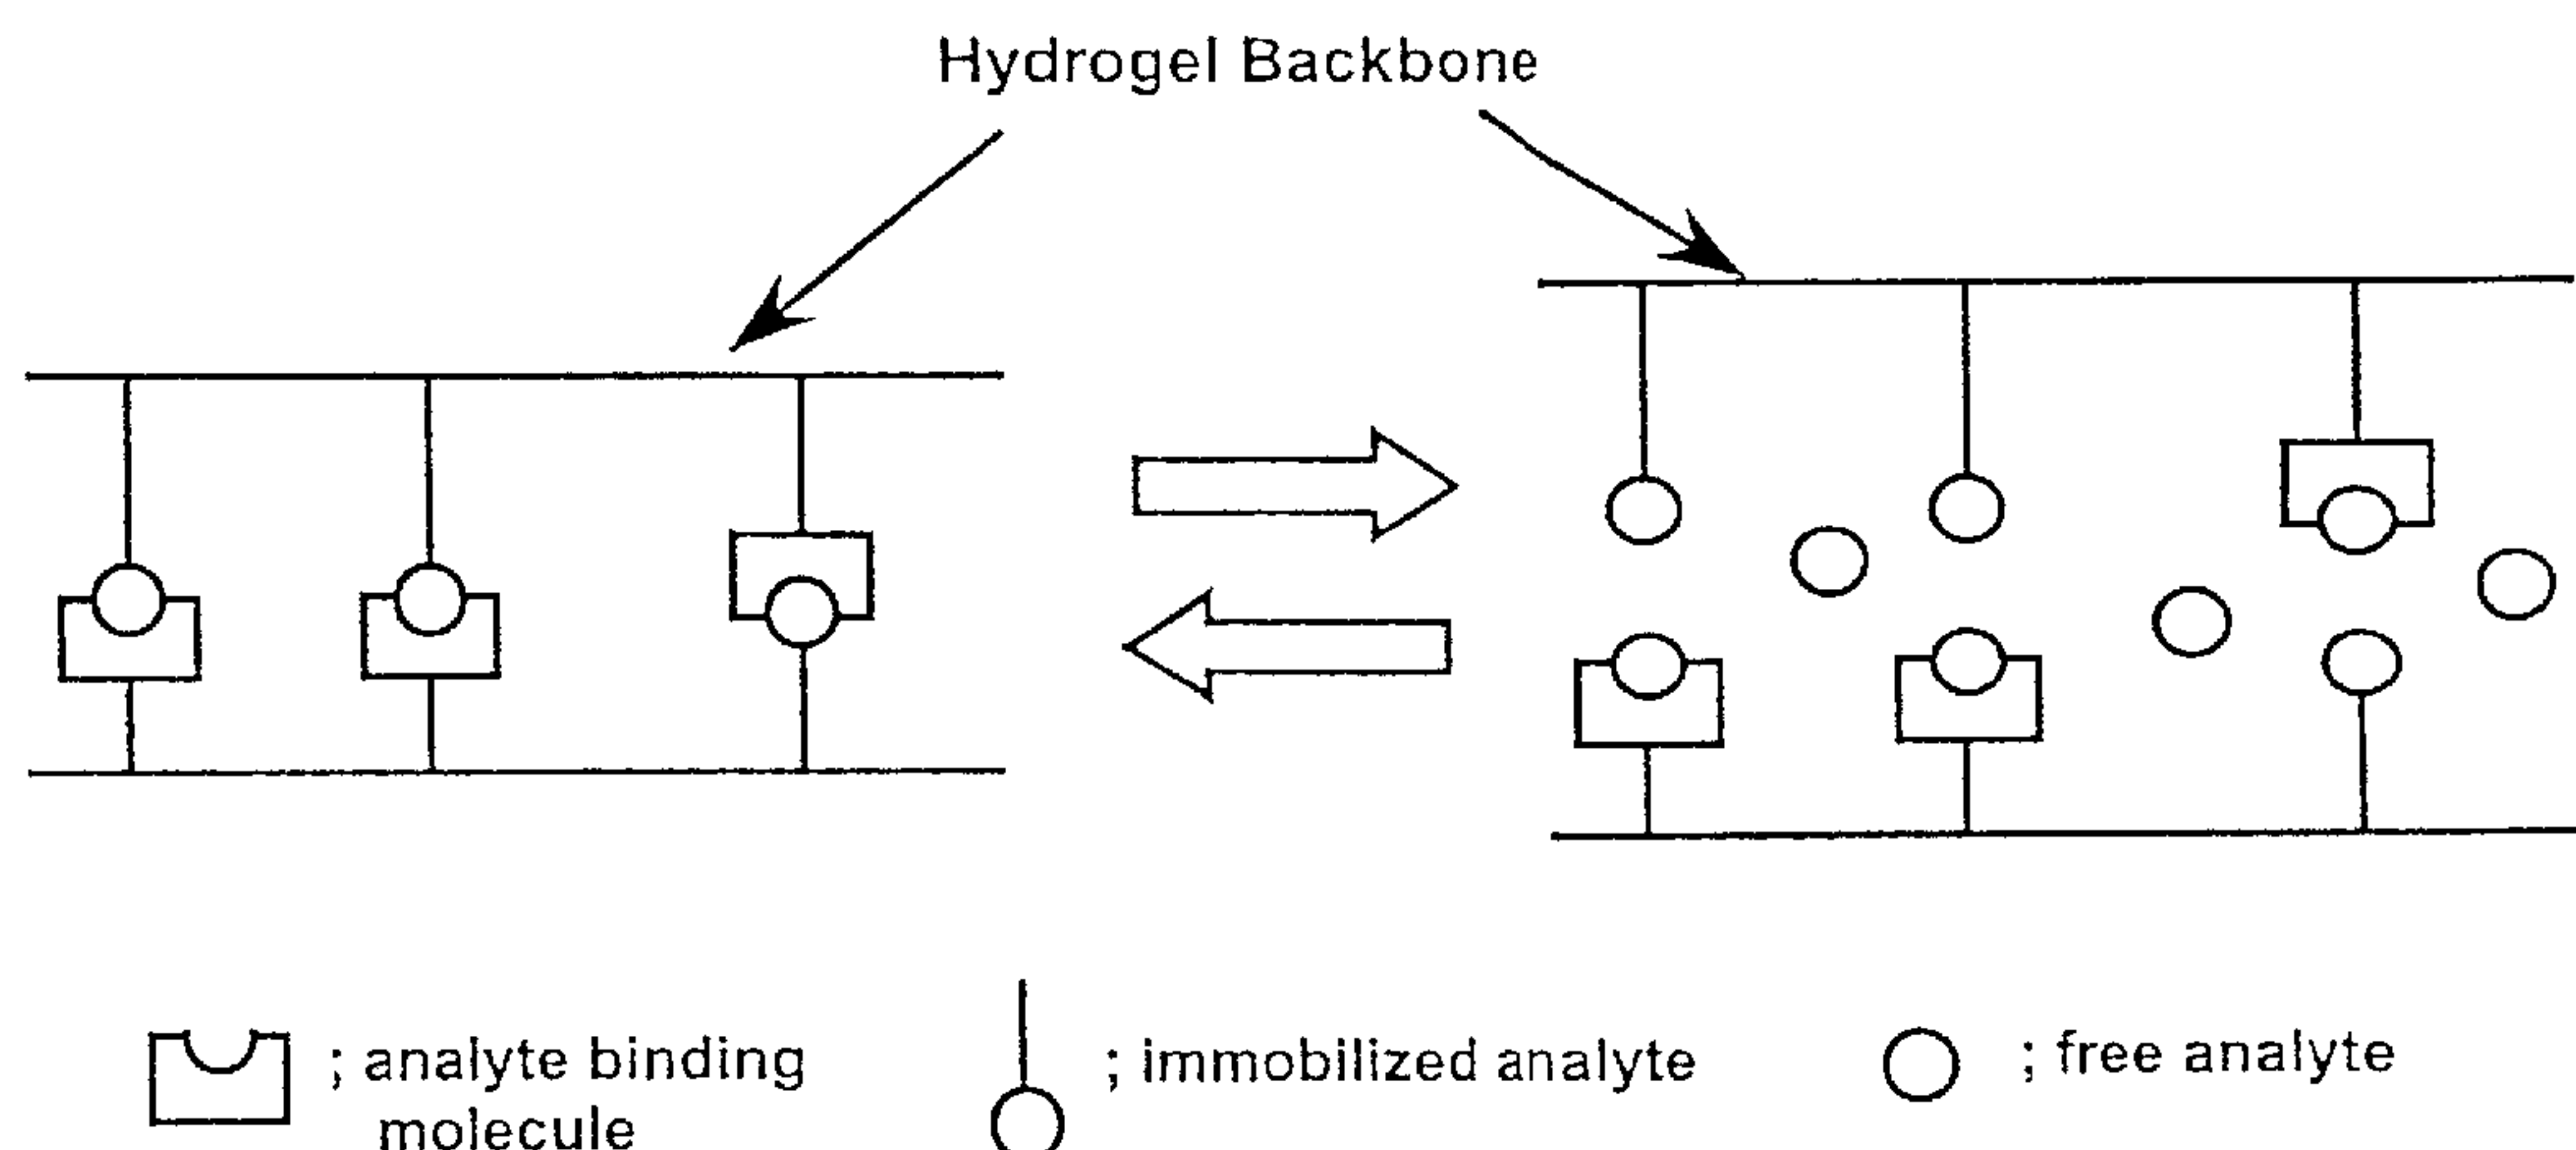 Hydrogel Backbone
; analyte binding
molecule
; immobilized analyte
; free analyte